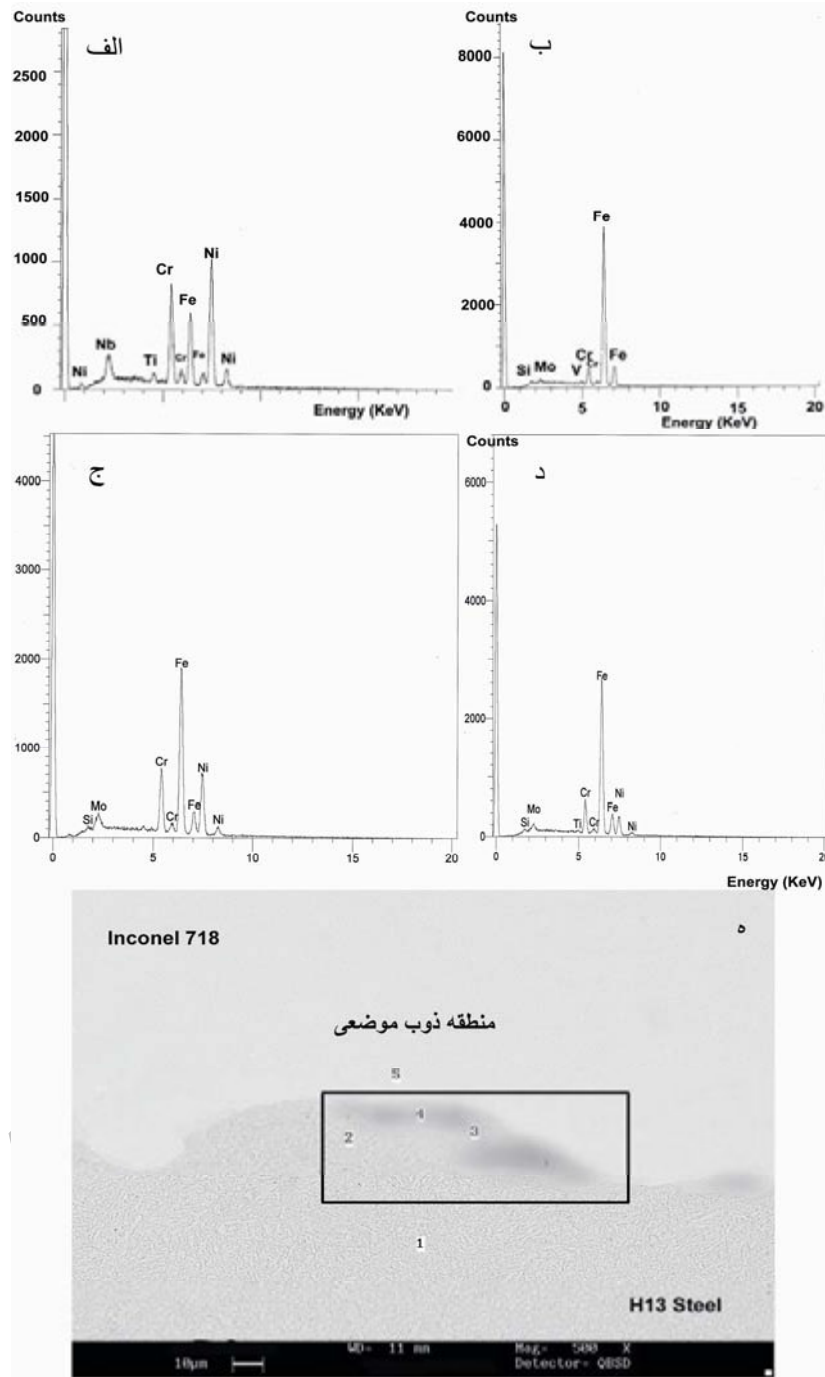 Counts
الف
2500
2000
1500
1000
500
0
Ni
Nb
Ti
Cr
Cr
Fe
Fe
Ni
Ni
Energy (KeV)
ب
8000
6000
4000
2000
0
Si
Mo
V
Cr
Cr
Fe
Fe
0
5
10
15
20
Energy (KeV)
ج
4000
3000
2000
1000
0
Si
Mo
Cr
Cr
Fe
Fe
Ni
Ni
0
5
10
15
20
Counts
د
6000
4000
2000
0
Si
Mo
Ti
Cr
Cr
Fe
Fe
Ni
Ni
0
5
10
15
20
Energy (KeV)
Inconel 718
ه
منطقه ذوب موضعی
5
4
2
3
1
H13 Steel
10µm
WD= 11 mm
Mag= 500 X
Detector= QBSD